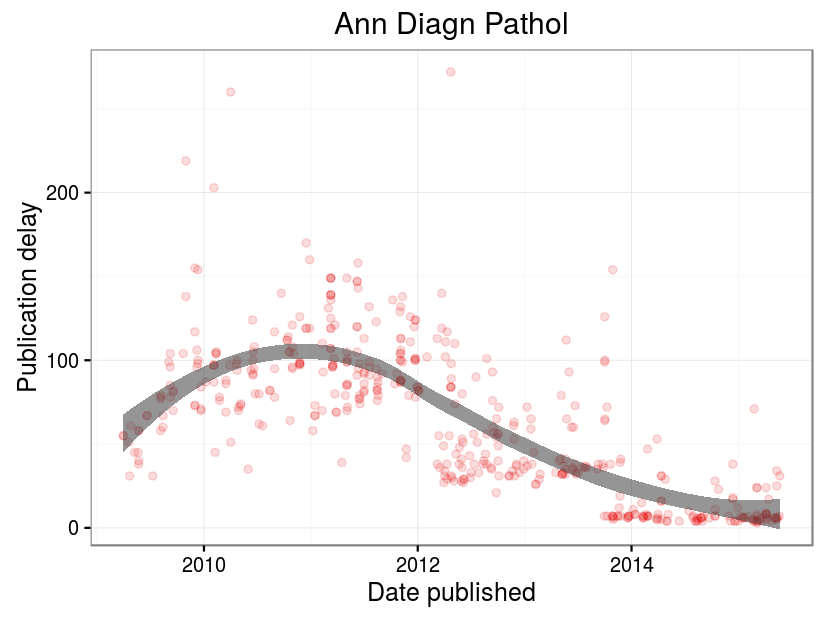 Ann Diagn Pathol
Publication delay
200
100
0
2010 2012 2014
Date published